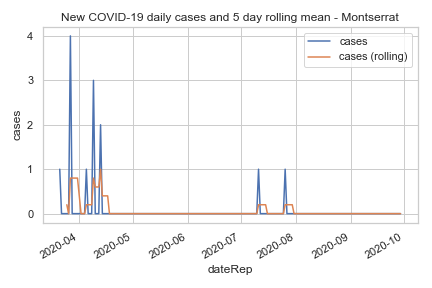 New COVID-19 daily cases and 5 day rolling mean - Montserrat
cases
cases (rolling)
4
3
2
1
0
cases
2020-04
2020-05
2020-06
2020-07
2020-08
2020-09
2020-10
dateRep